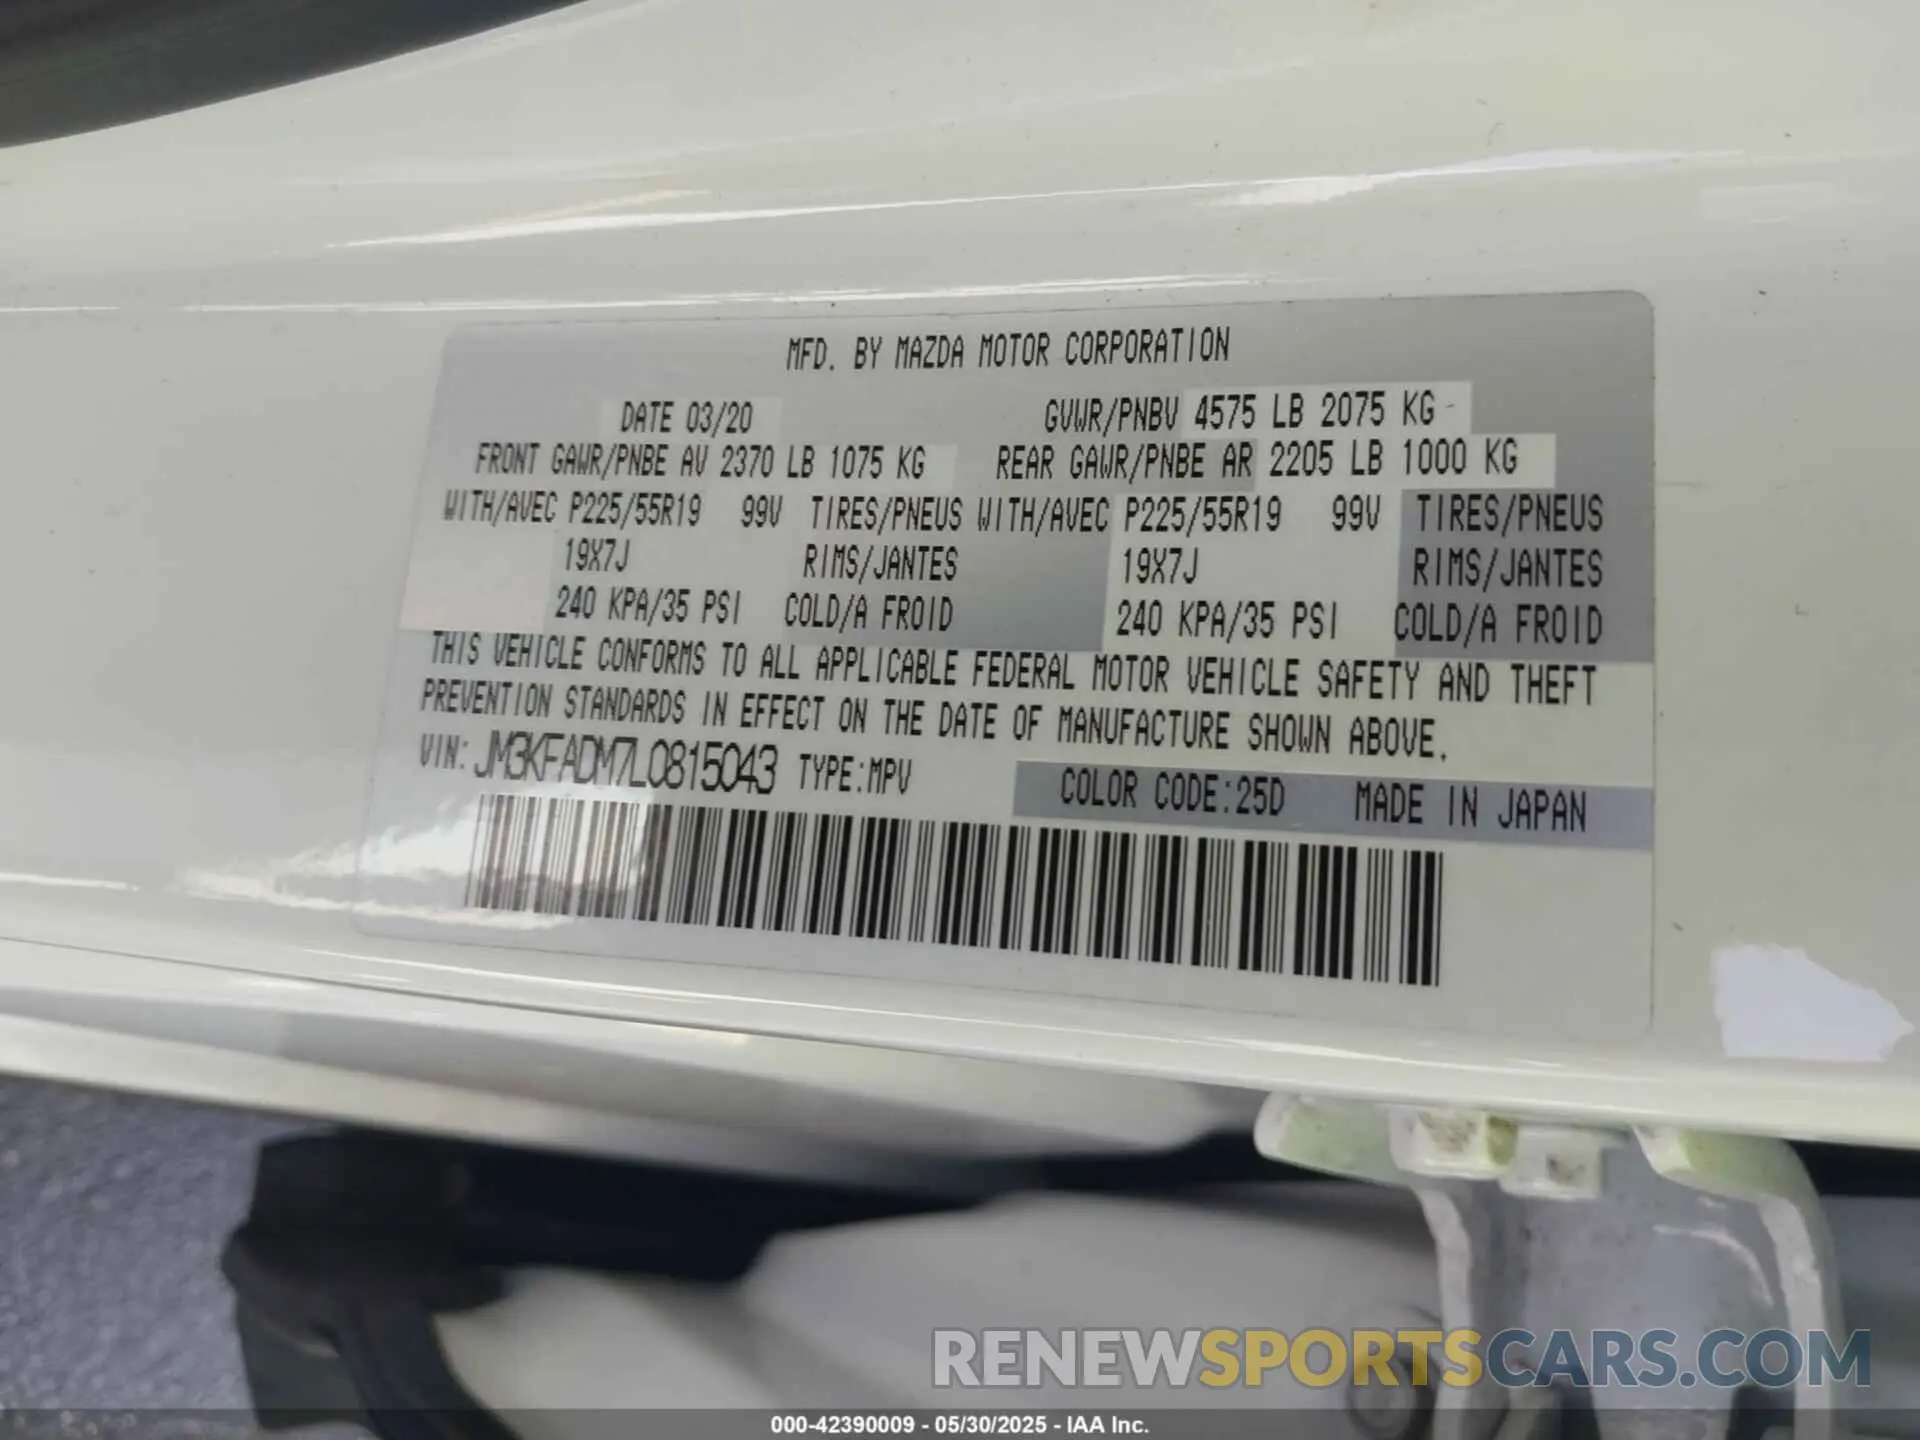 MFD. BY MAZDA MOTOR CORPORATION
DATE 03/20 GVWR/PNBV 4575 LB 2075 KG
FRONT GAWR/PNBE AV 2370 LB 1075 KG REAR GAWR/PNBE AR 2205 LB 1000 KG
WITH/AVEC P225/55R19 99V TIRES/PNEUS WITH/AVEC P225/55R19 99V TIRES/PNEUS
19X7J RIMS/JANTES 19X7J RIMS/JANTES
240 KPA/35 PSI COLD/A FROID 240 KPA/35 PSI COLD/A FROID
THIS VEHICLE CONFORMS TO ALL APPLICABLE FEDERAL MOTOR VEHICLE SAFETY AND THEFT
PREVENTION STANDARDS IN EFFECT ON THE DATE OF MANUFACTURE SHOWN ABOVE.
VIN: JM3KFADM7L0815043 TYPE:MPV COLOR CODE:25D MADE IN JAPAN
RENEWSPORTSCARS.COM
000-42390009 - 05/30/2025 - IAA Inc.